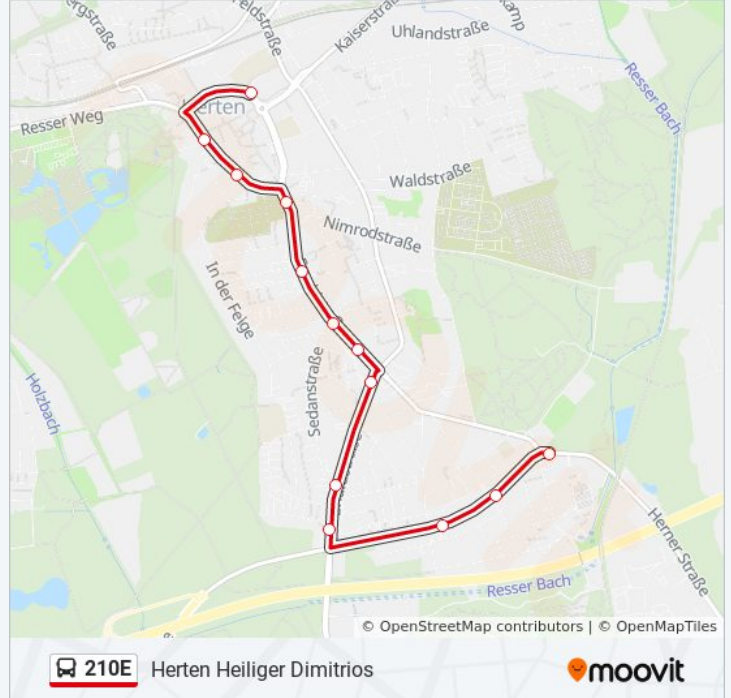 feldstraße
Kaiserstraße
Uhlandstraße
Resser Bach
Herten
Resser Weg
Waldstraße
Nimrodstraße
In der Feige
Sedanstraße
Holzbach
Herner Straße
Resser Bach
© OpenStreetMap contributors | © OpenMapTiles
210E Herten Heiliger Dimitrios
moovit